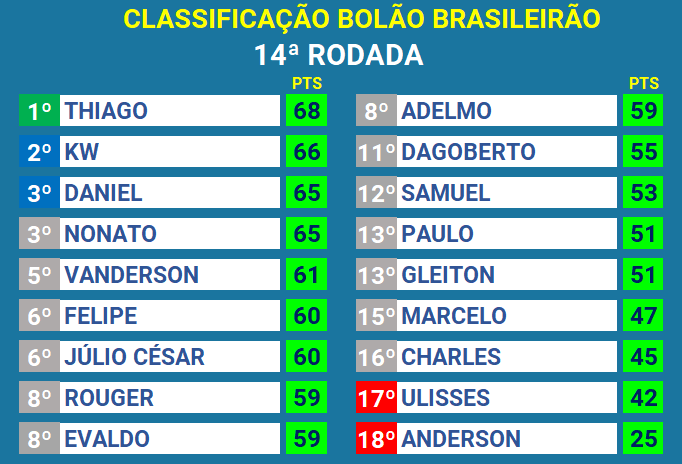 CLASSIFICAÇÃO BOLÃO BRASILEIRÃO
14ª RODADA
PTS
1º THIAGO 68
2º KW 66
3º DANIEL 65
3º NONATO 65
5º VANDERSON 61
6º FELIPE 60
6º JÚLIO CÉSAR 60
8º ROUGER 59
8º EVALDO 59
PTS
8º ADELMO 59
11º DAGOBERTO 55
12º SAMUEL 53
13º PAULO 51
13º GLEITON 51
15º MARCELO 47
16º CHARLES 45
17º ULISSES 42
18º ANDERSON 25